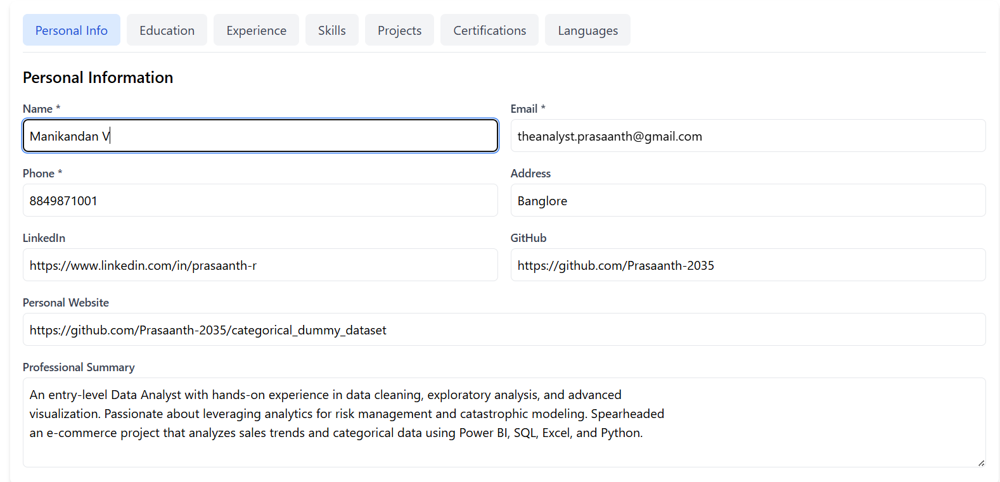 Personal Info
Education
Experience
Skills
Projects
Certifications
Languages
Personal Information
Name *
Email *
Manikandan V
theanalyst.prasaanth@gmail.com
Phone *
Address
8849871001
Banglore
LinkedIn
GitHub
https://www.linkedin.com/in/prasaanth-r
https://github.com/Prasaanth-2035
Personal Website
https://github.com/Prasaanth-2035/categorical_dummy_dataset
Professional Summary
An entry-level Data Analyst with hands-on experience in data cleaning, exploratory analysis, and advanced
visualization. Passionate about leveraging analytics for risk management and catastrophic modeling. Spearheaded
an e-commerce project that analyzes sales trends and categorical data using Power BI, SQL, Excel, and Python.